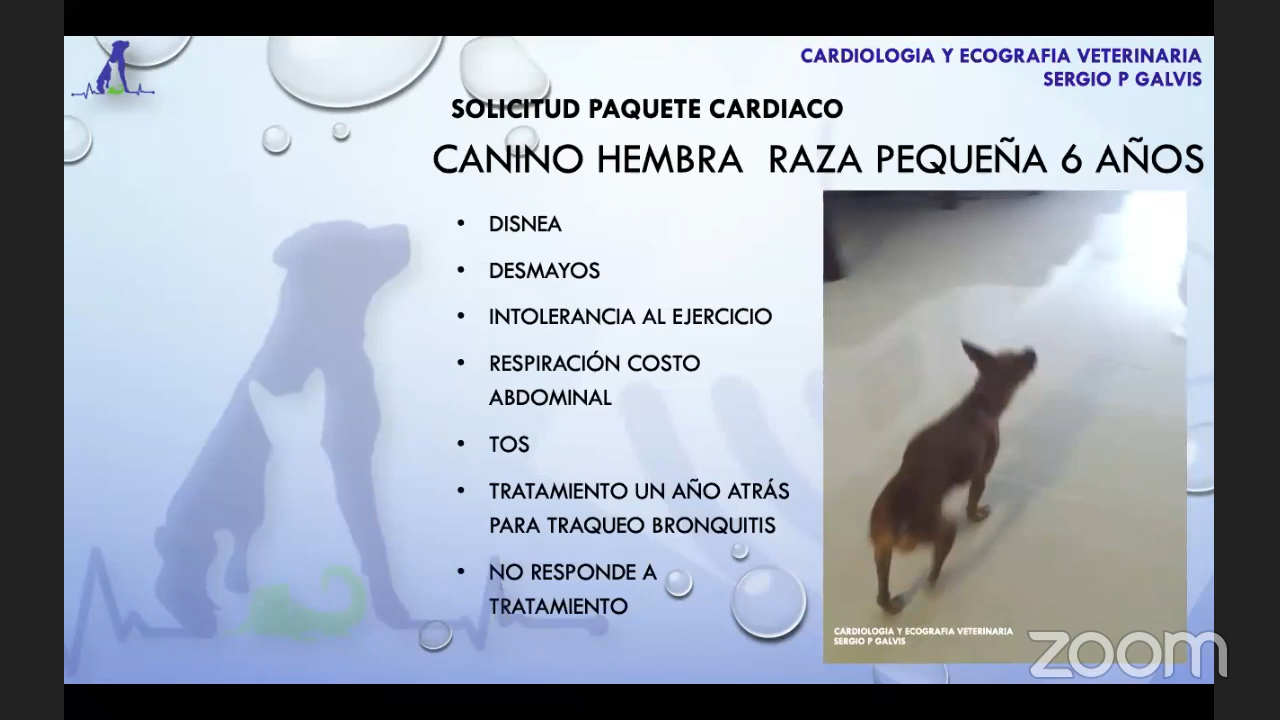 CARDIOLOGIA Y ECOGRAFIA VETERINARIA
SERGIO P GALVIS
SOLICITUD PAQUETE CARDIACO
CANINO HEMBRA RAZA PEQUEÑA 6 AÑOS
• DISNEA
• DESMAYOS
• INTOLERANCIA AL EJERCICIO
• RESPIRACIÓN COSTO
ABDOMINAL
• TOS
• TRATAMIENTO UN AÑO ATRÁS
PARA TRAQUEO BRONQUITIS
• NO RESPONDE A
TRATAMIENTO
CARDIOLOGIA Y ECOGRAFIA VETERINARIA
SERGIO P GALVIS
zoom